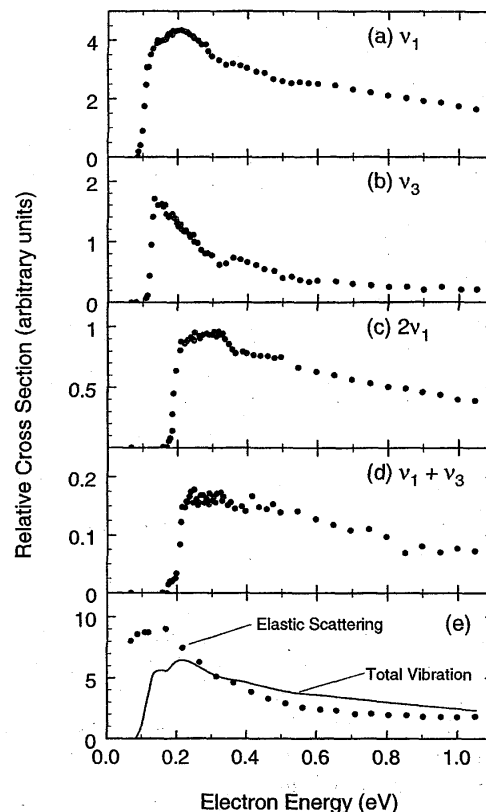 (a) ν₁
4
2
0
(b) ν₃
2
1
0
(c) 2ν₁
1
0.5
0
(d) ν₁ + ν₃
0.2
0.1
0
(e)
10
5
0
Elastic Scattering
Total Vibration
0.0 0.2 0.4 0.6 0.8 1.0
Electron Energy (eV)
Relative Cross Section (arbitrary units)